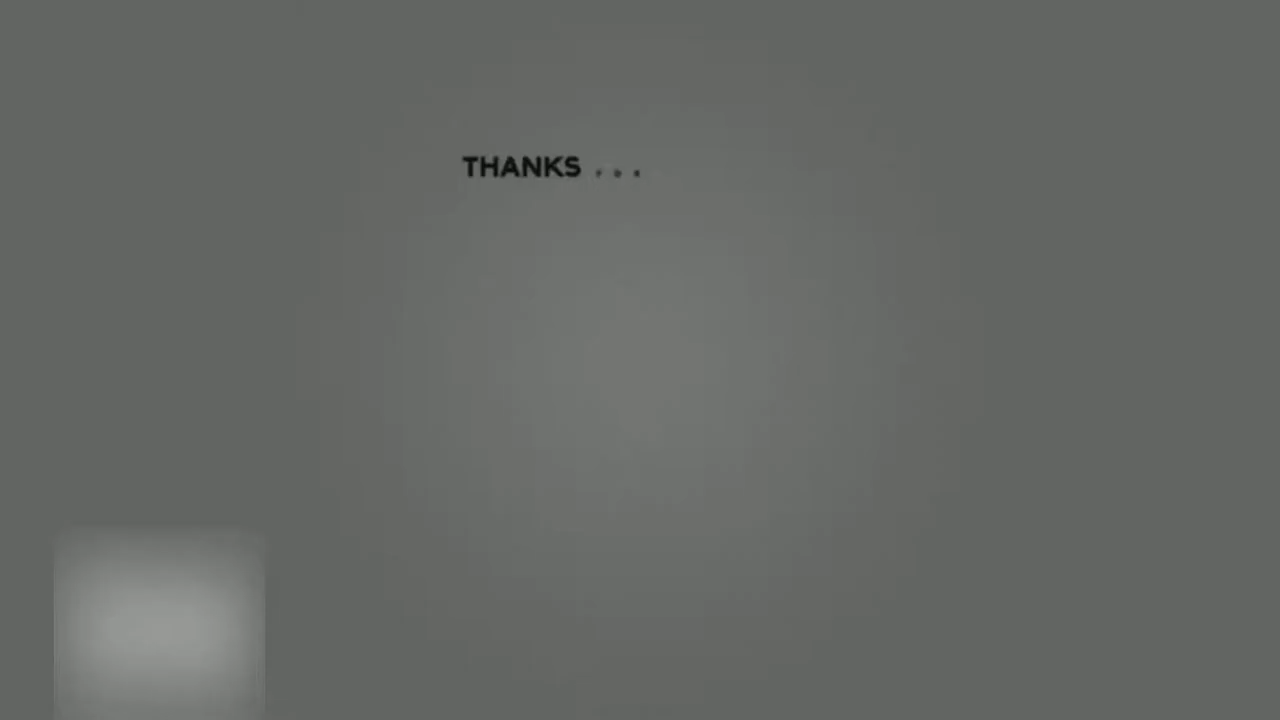 THANKS . . .